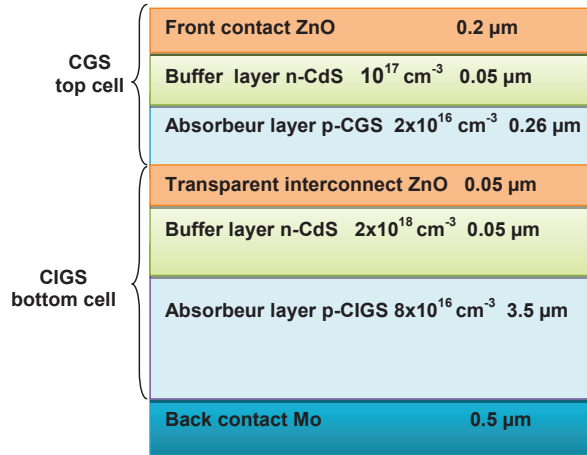 CGS
top cell
Front contact ZnO 0.2 µm
Buffer layer n-CdS 10¹⁷ cm⁻³ 0.05 µm
Absorbeur layer p-CGS 2x10¹⁶ cm⁻³ 0.26 µm
CIGS
bottom cell
Transparent interconnect ZnO 0.05 µm
Buffer layer n-CdS 2x10¹⁸ cm⁻³ 0.05 µm
Absorbeur layer p-CIGS 8x10¹⁶ cm⁻³ 3.5 µm
Back contact Mo 0.5 µm